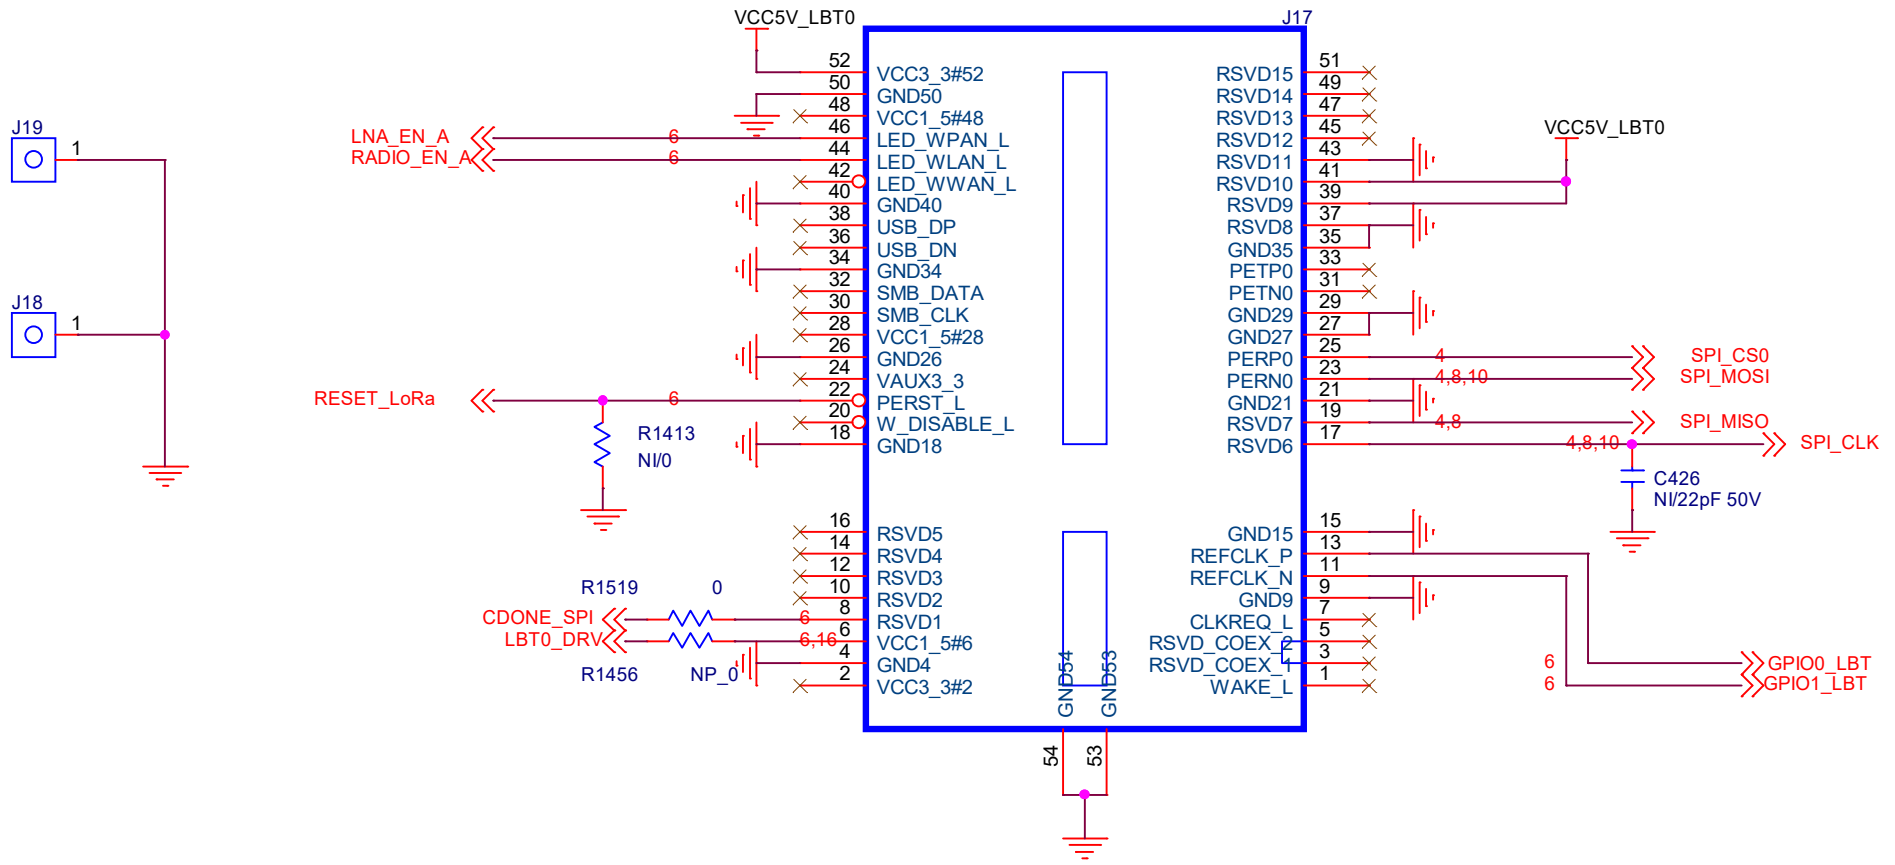 VCC5V_LBT0
J17
52 VCC3_3#52 RSVD15 51
50 GND50 RSVD14 49
48 VCC1_5#48 RSVD13 47
LNA_EN_A 6 46 LED_WPAN_L RSVD12 45
VCC5V_LBT0
RADIO_EN_A 6 44 LED_WLAN_L RSVD11 43
42 LED_WWAN_L RSVD10 41
40 GND40 RSVD9 39
38 USB_DP RSVD8 37
36 USB_DN GND35 35
34 GND34 PETP0 33
32 SMB_DATA PETN0 31
30 SMB_CLK GND29 29
28 VCC1_5#28 GND27 27
26 GND26 PERP0 25 4 SPI_CS0
24 VAUX3_3 PERN0 23 4,8,10 SPI_MOSI
RESET_LoRa 6 22 PERST_L GND21 21
20 W_DISABLE_L RSVD7 19 4,8 SPI_MISO
18 GND18 RSVD6 17 4,8,10 SPI_CLK
J19
1
J18
1
R1413
NI/0
C426
NI/22pF 50V
16 RSVD5 GND15 15
14 RSVD4 REFCLK_P 13
12 RSVD3 REFCLK_N 11
10 RSVD2 GND9 9
R1519 0
CDONE_SPI 6 8 RSVD1 CLKREQ_L 7
LBT0_DRV 6,16 6 VCC1_5#6 RSVD_COEX_2 5
4 GND4 RSVD_COEX_1 3 6 GPIO0_LBT
R1456 NP_0
2 VCC3_3#2 WAKE_L 1 6 GPIO1_LBT
GND54 GND53
54 53